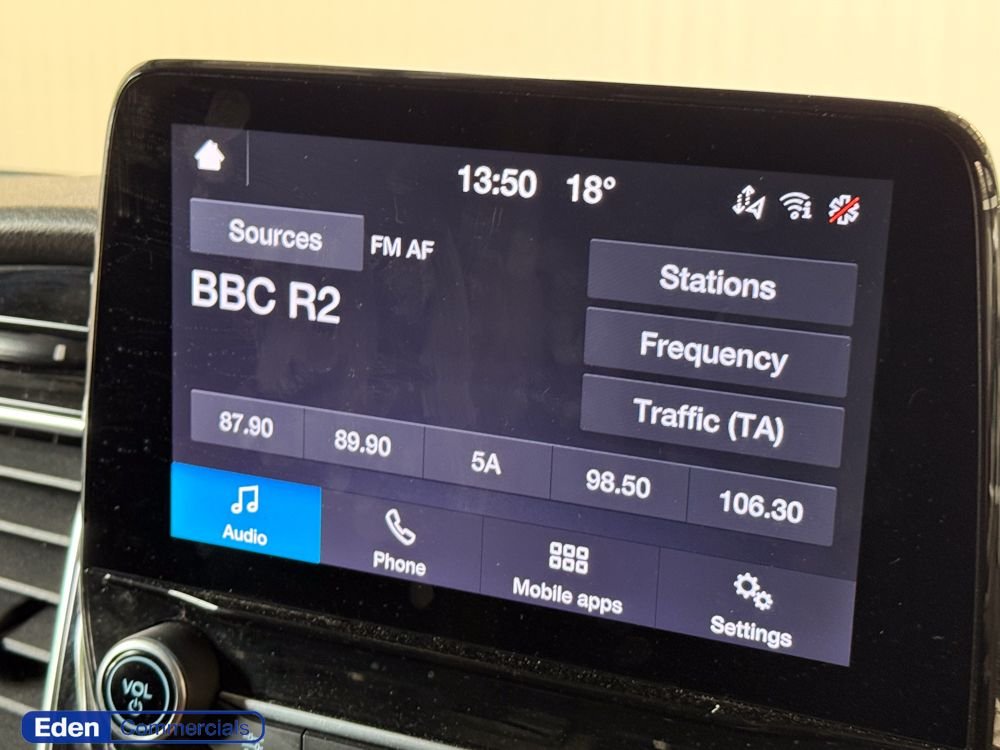 13:50 18°
Sources FM AF
BBC R2
Stations
Frequency
Traffic (TA)
87.90 89.90 5A 98.50 106.30
Audio Phone Mobile apps Settings
VOL
Eden Commercials